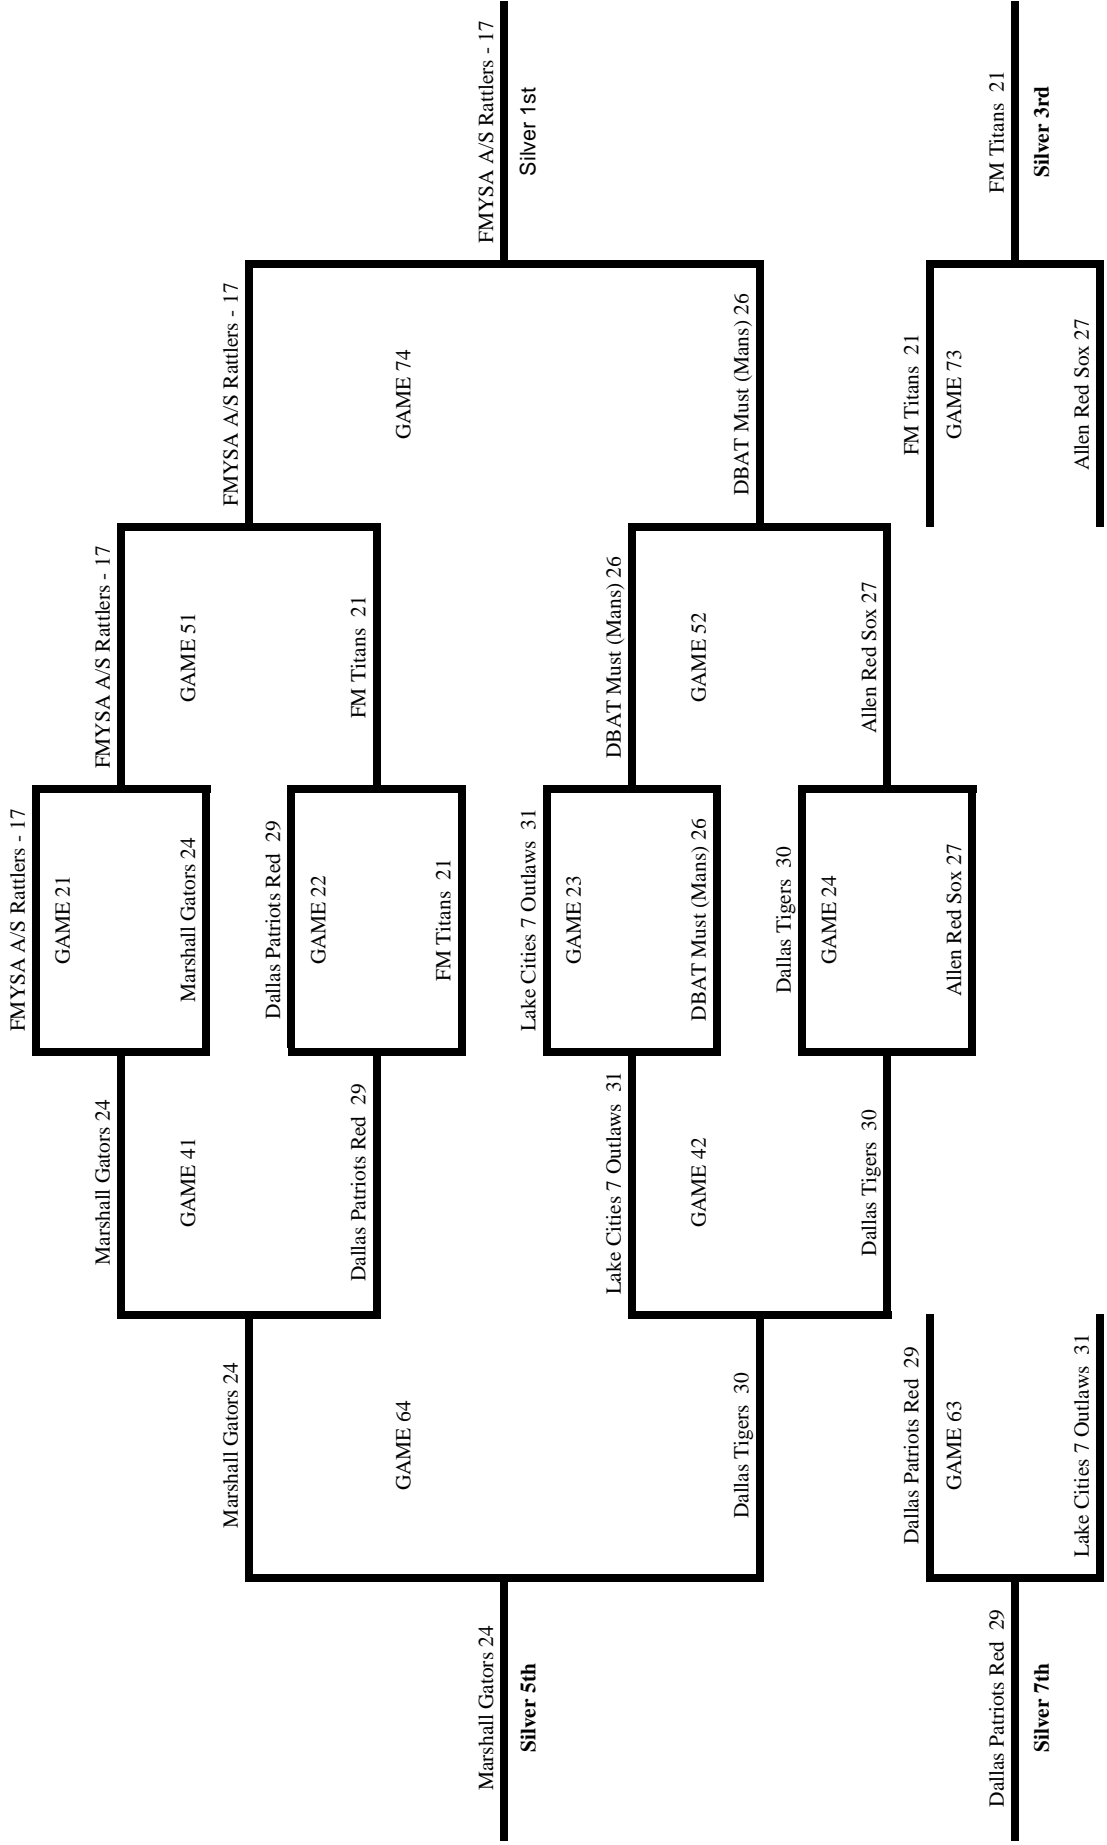 FMYSA A/S Rattlers - 17
GAME 21
Marshall Gators 24
Dallas Patriots Red  29
GAME 22
FM Titans  21
Lake Cities 7 Outlaws  31
GAME 23
DBAT Must (Mans) 26
Dallas Tigers  30
GAME 24
Allen Red Sox 27
FMYSA A/S Rattlers - 17
GAME 51
FM Titans  21
DBAT Must (Mans) 26
GAME 52
Allen Red Sox 27
FMYSA A/S Rattlers - 17
GAME 74
DBAT Must (Mans) 26
FM Titans  21
GAME 73
Allen Red Sox 27
FMYSA A/S Rattlers - 17
Silver 1st
FM Titans  21
Silver 3rd
Marshall Gators 24
GAME 41
Dallas Patriots Red  29
Lake Cities 7 Outlaws  31
GAME 42
Dallas Tigers  30
Marshall Gators 24
GAME 64
Dallas Tigers  30
Dallas Patriots Red  29
GAME 63
Lake Cities 7 Outlaws  31
Marshall Gators 24
Silver 5th
Dallas Patriots Red  29
Silver 7th